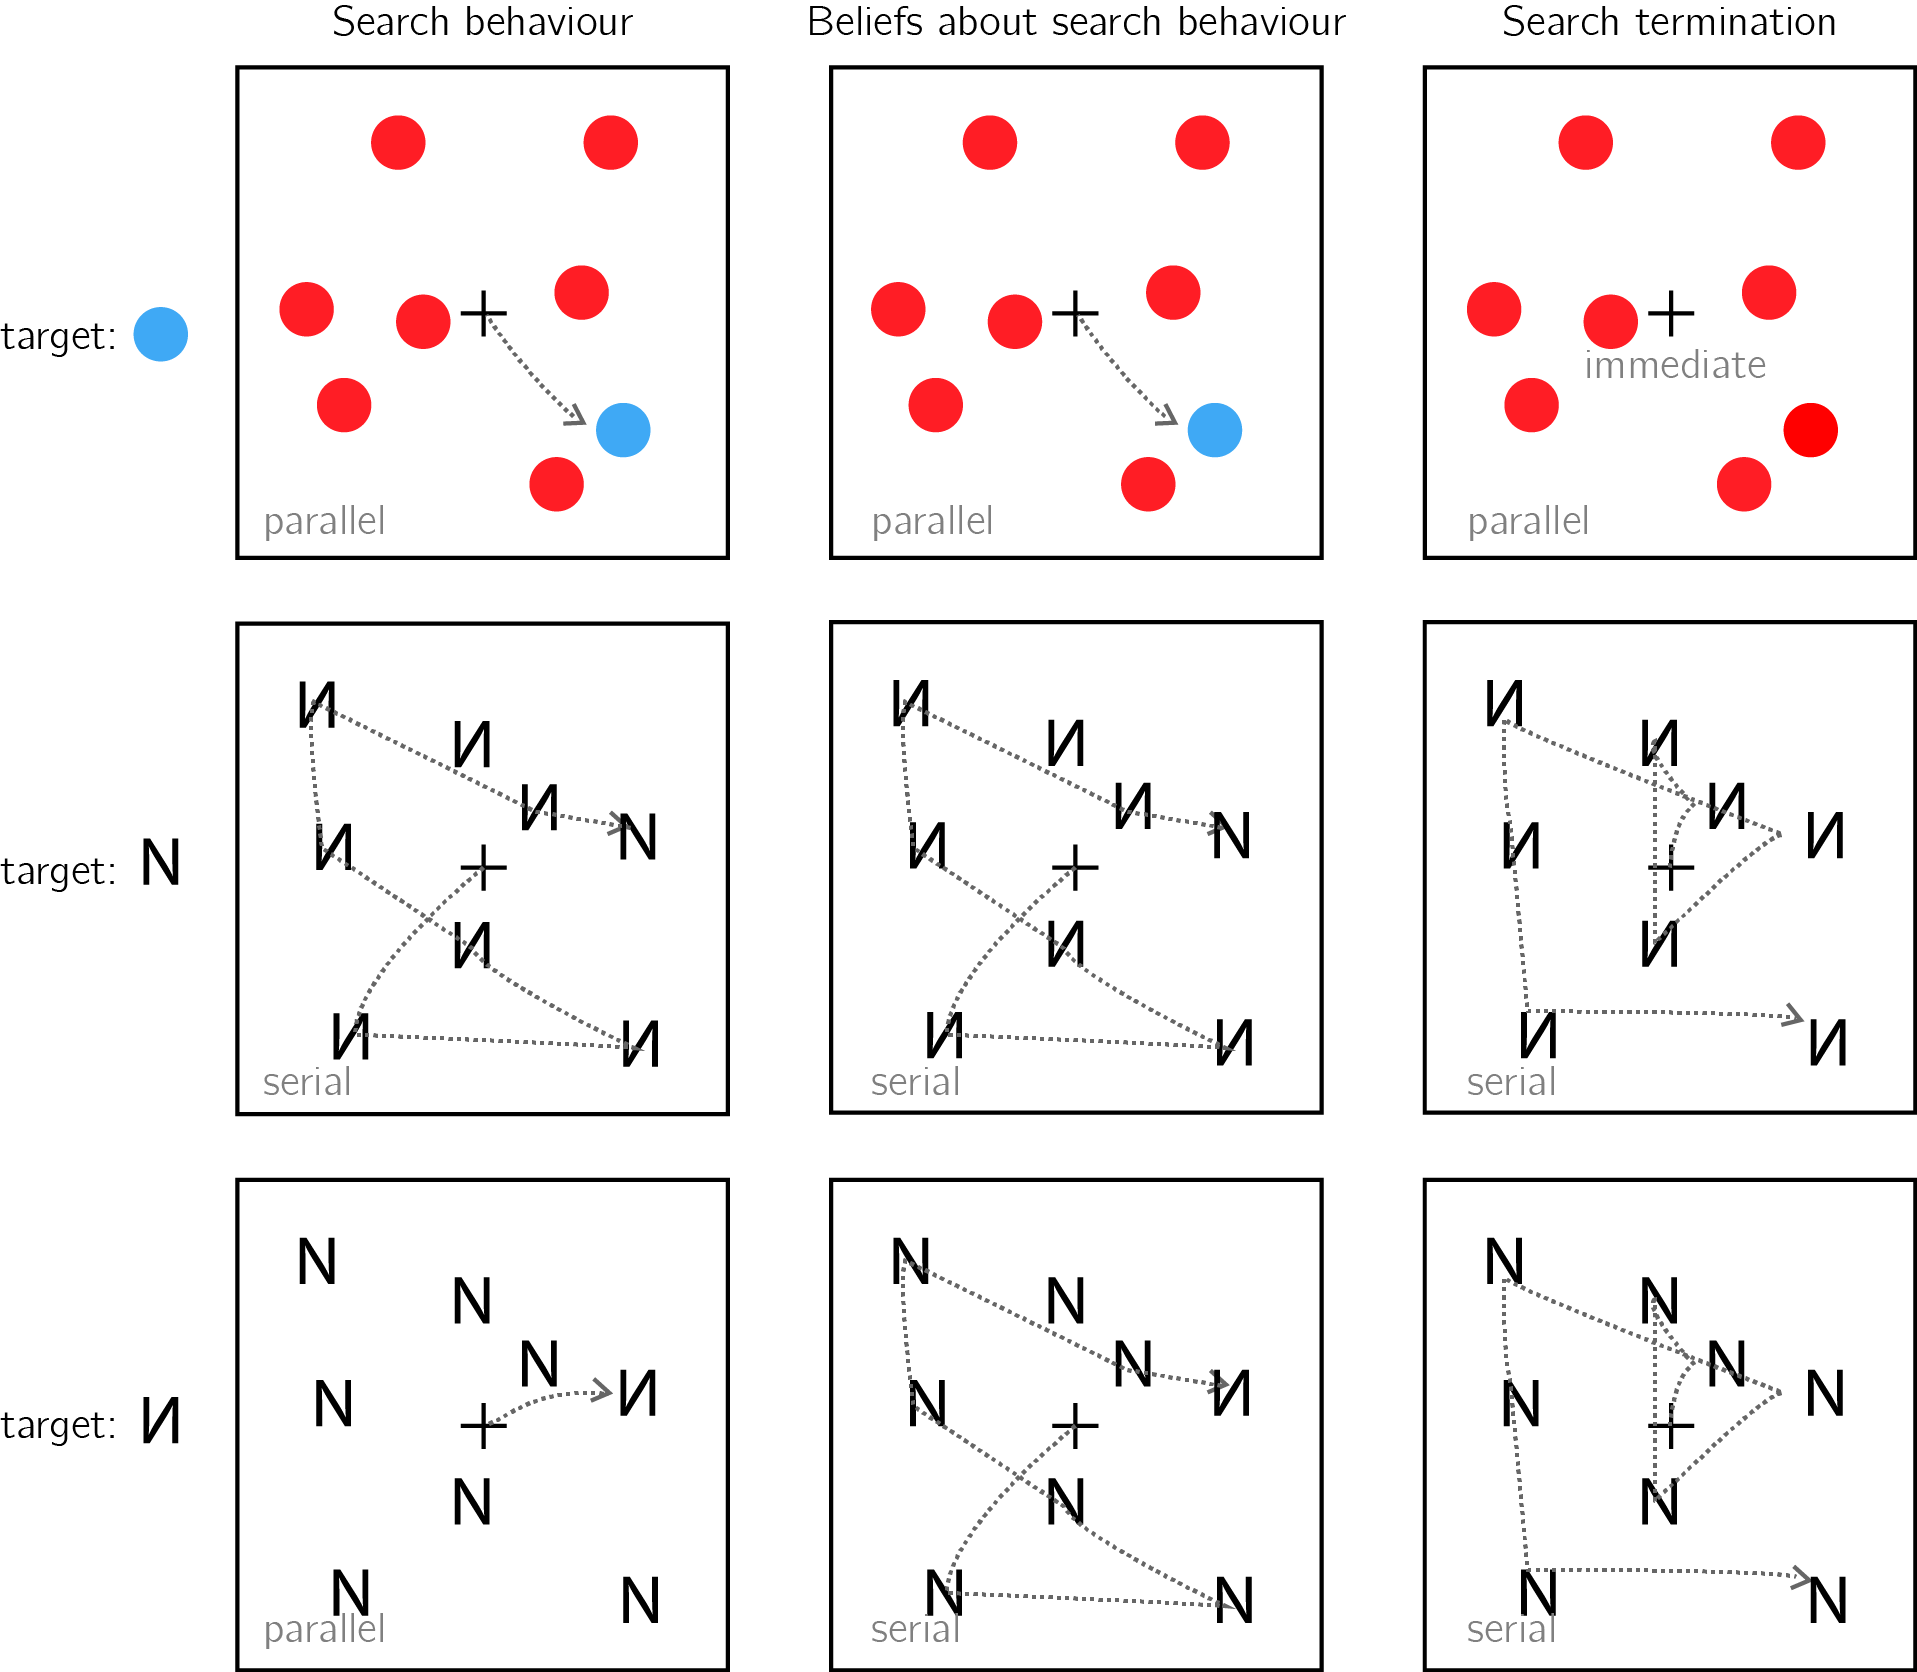 Search behaviour Beliefs about search behaviour Search termination
immediate
target:
parallel parallel parallel
И И И
И И И
И И И
N N И
target: N
И И И
И И И
И И И
И И И
serial serial serial
N N N
N N N
N N N
И И N
target: И
N N N
N N N
N N N
N N N
parallel serial serial